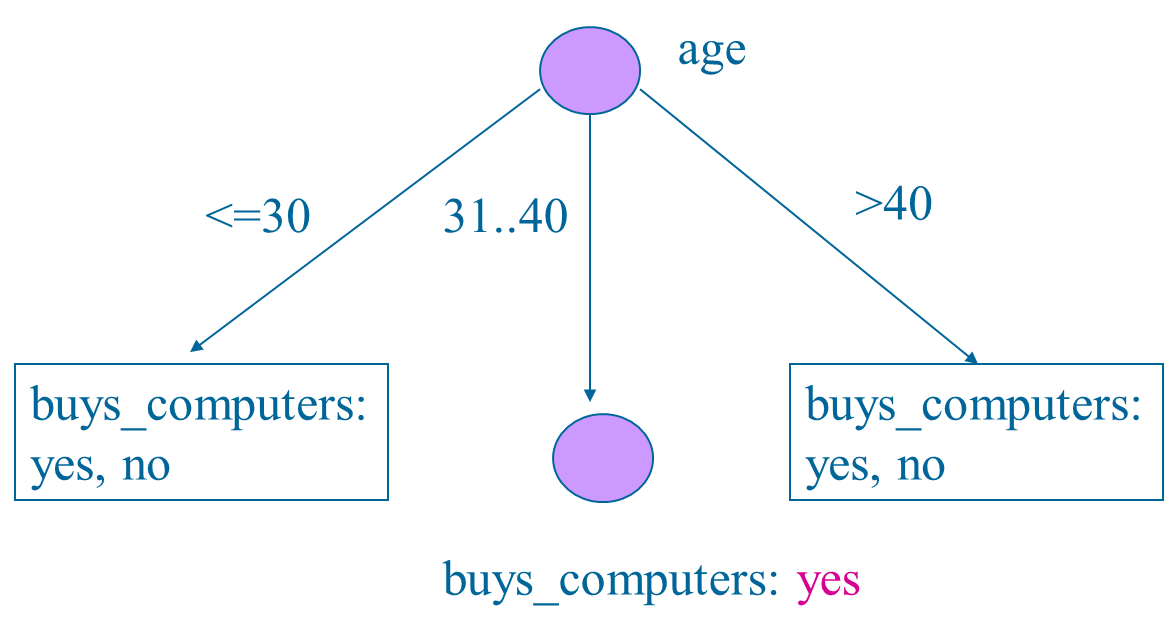 age
<=30
31..40
>40
buys_computers:
yes, no
buys_computers:
yes, no
buys_computers: yes